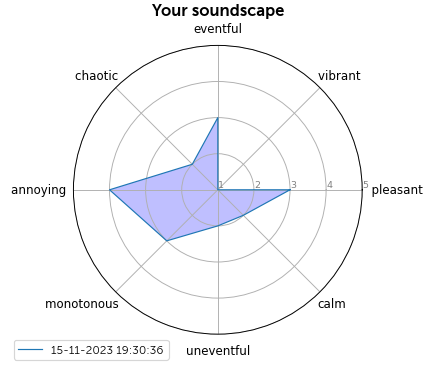 Your soundscape
eventful
chaotic
vibrant
annoying
1 2 3 4 5
pleasant
monotonous
calm
15-11-2023 19:30:36
uneventful